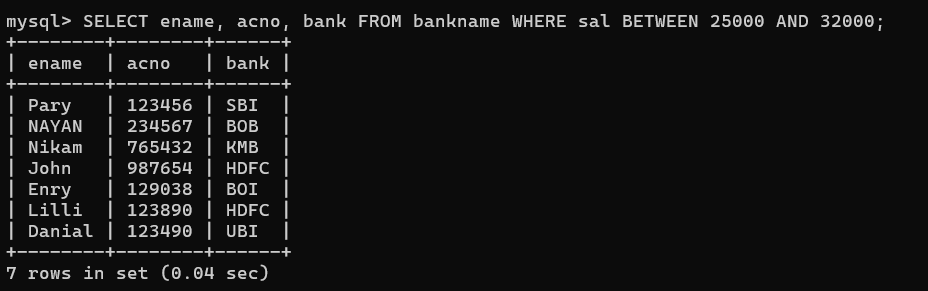 mysql> SELECT ename, acno, bank FROM bankname WHERE sal BETWEEN 25000 AND 32000;
+--------+--------+------+
| ename  | acno   | bank |
+--------+--------+------+
| Pary   | 123456 | SBI  |
| NAYAN  | 234567 | BOB  |
| Nikam  | 765432 | KMB  |
| John   | 987654 | HDFC |
| Enry   | 129038 | BOI  |
| Lilli  | 123890 | HDFC |
| Danial | 123490 | UBI  |
+--------+--------+------+
7 rows in set (0.04 sec)